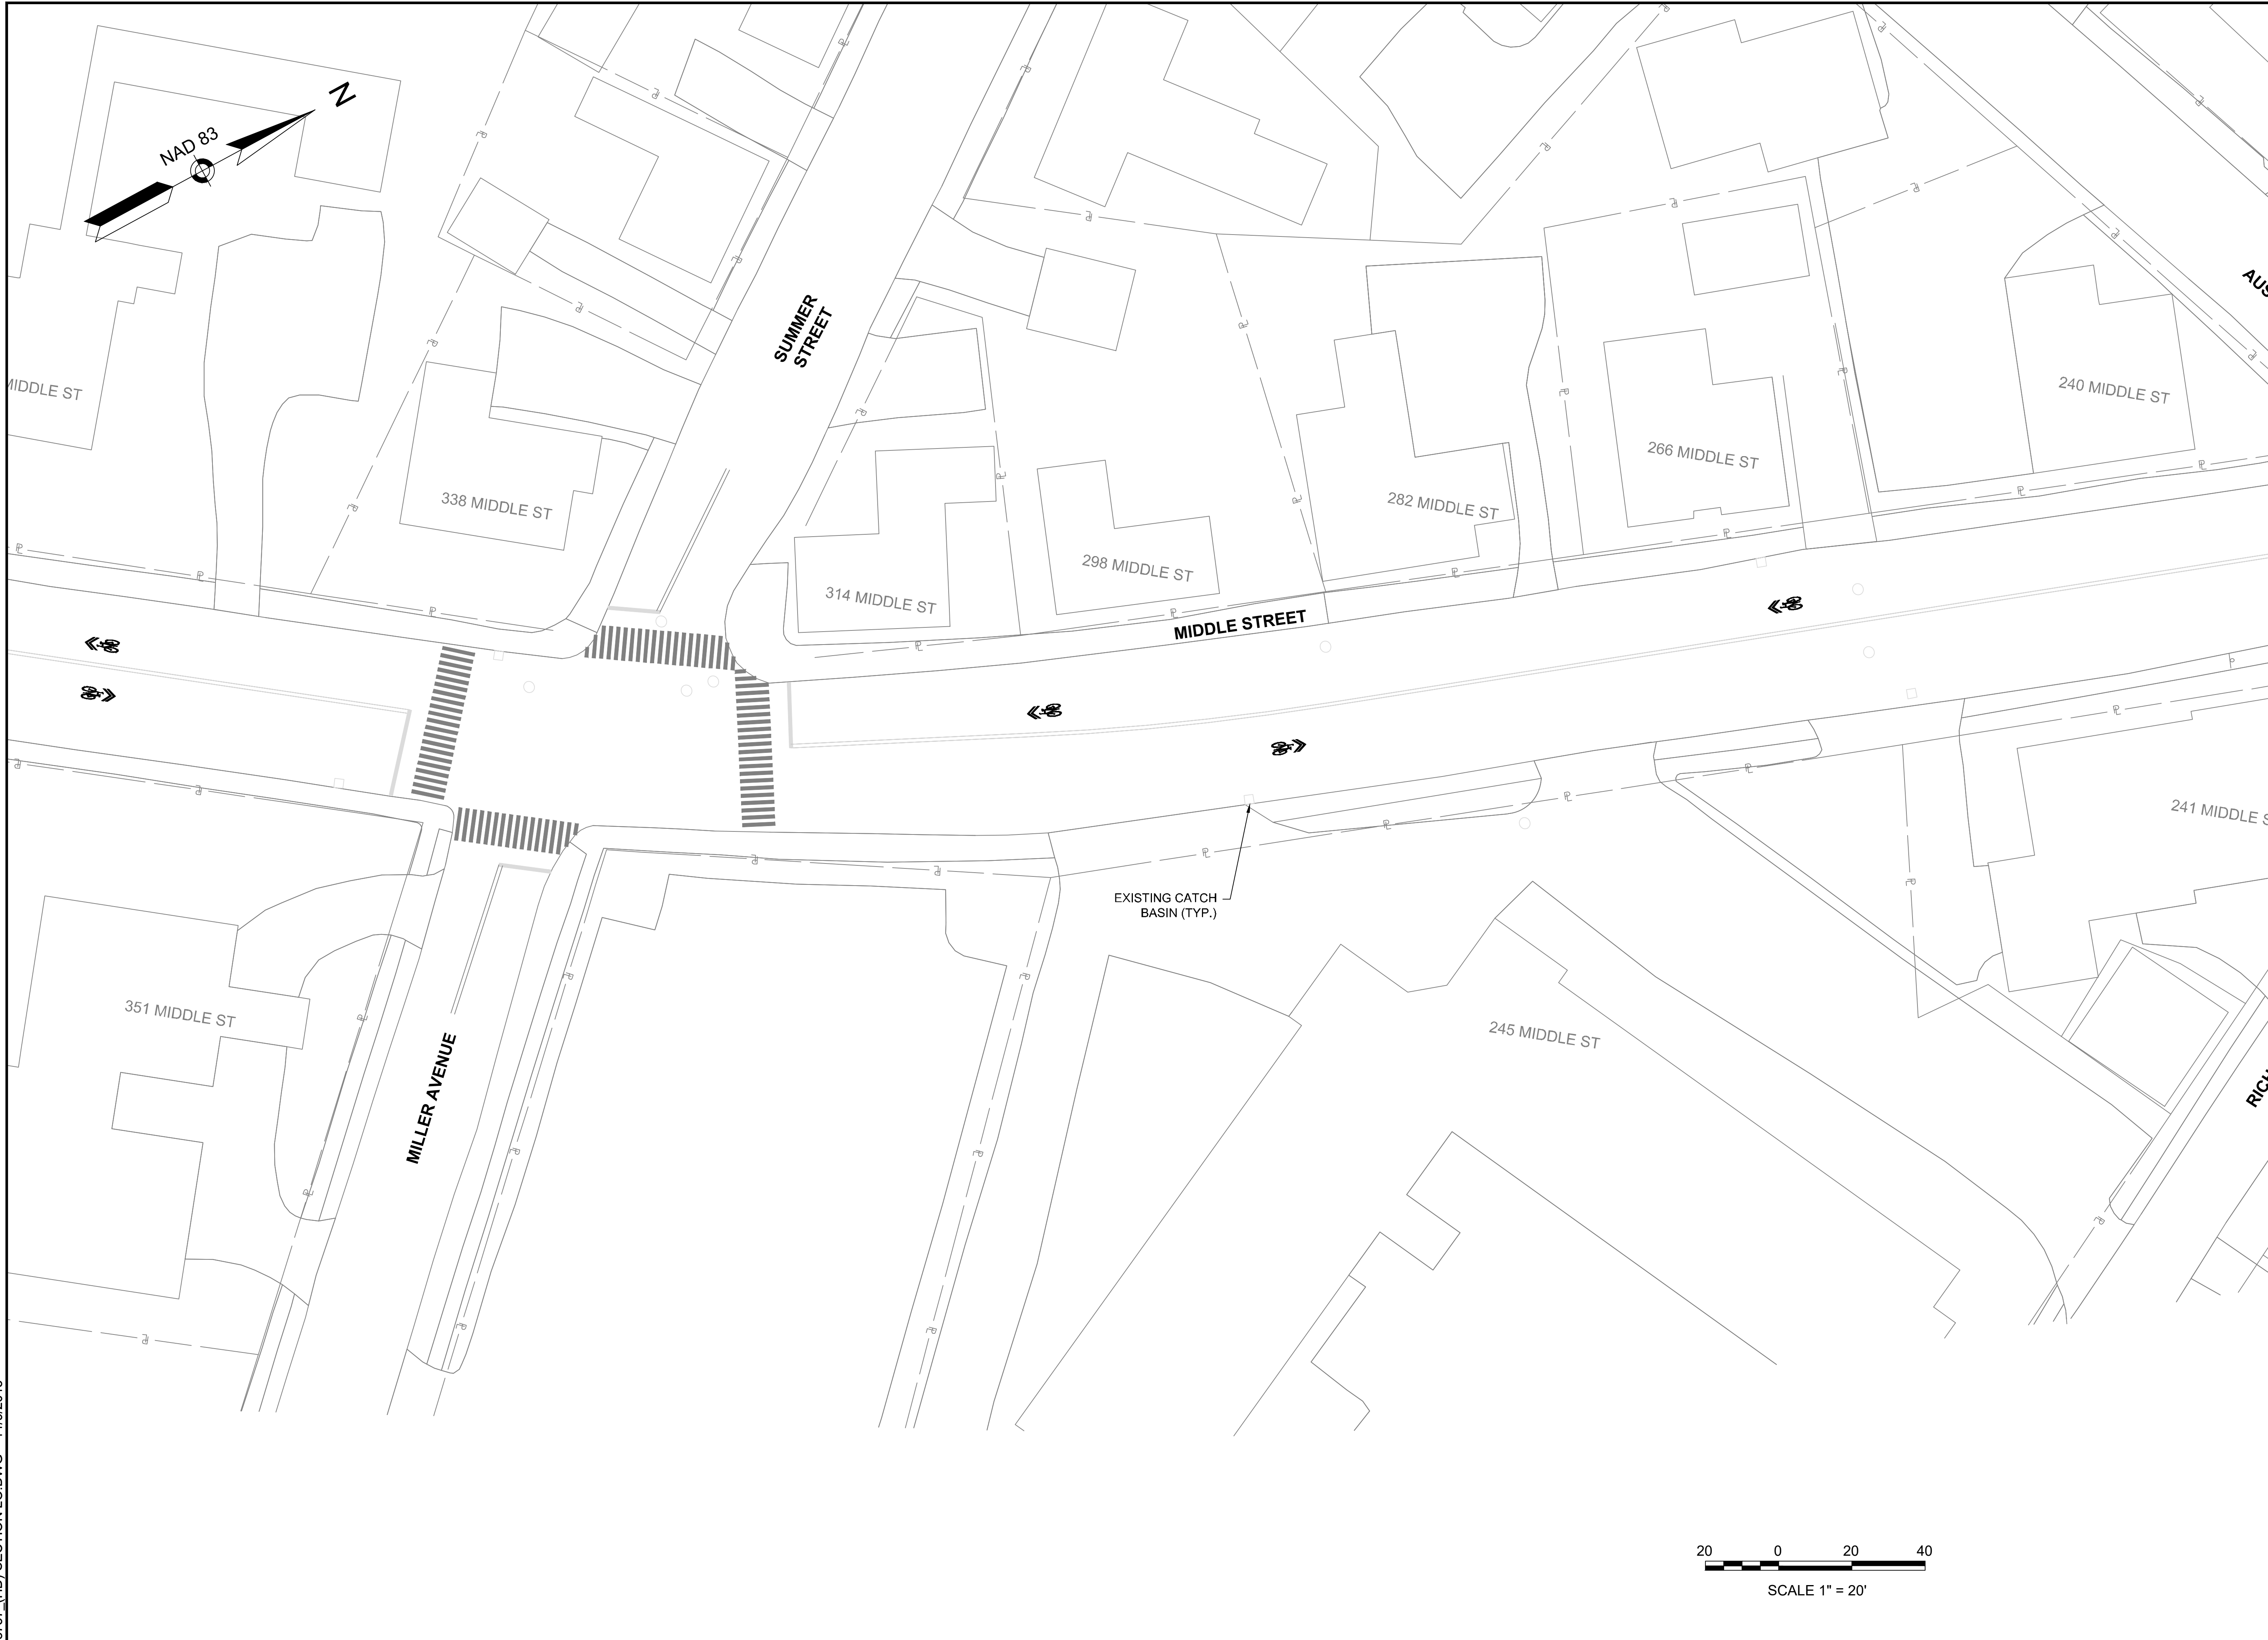 N
NAD 83
SUMMER
STREET
MIDDLE ST
240 MIDDLE ST
266 MIDDLE ST
338 MIDDLE ST
282 MIDDLE ST
298 MIDDLE ST
314 MIDDLE ST
MIDDLE STREET
241 MIDDLE
EXISTING CATCH
BASIN (TYP.)
351 MIDDLE ST
245 MIDDLE ST
MILLER AVENUE
20 0 20 40
SCALE 1" = 20'